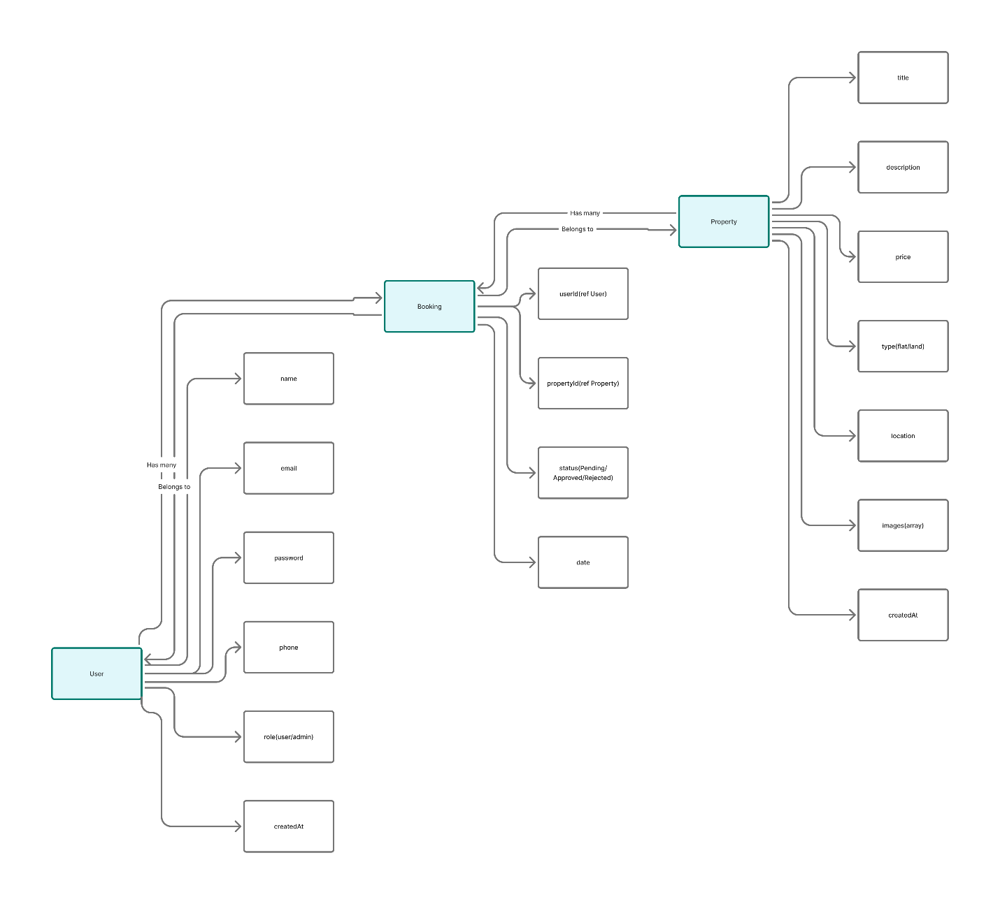 title
description
Has many
Property
Belongs to
price
userId(ref User)
Booking
type(flat/land)
name
propertyId(ref Property)
location
Has many
email
status(Pending/
Approved/Rejected)
Belongs to
images(array)
password
date
createdAt
phone
User
role(user/admin)
createdAt